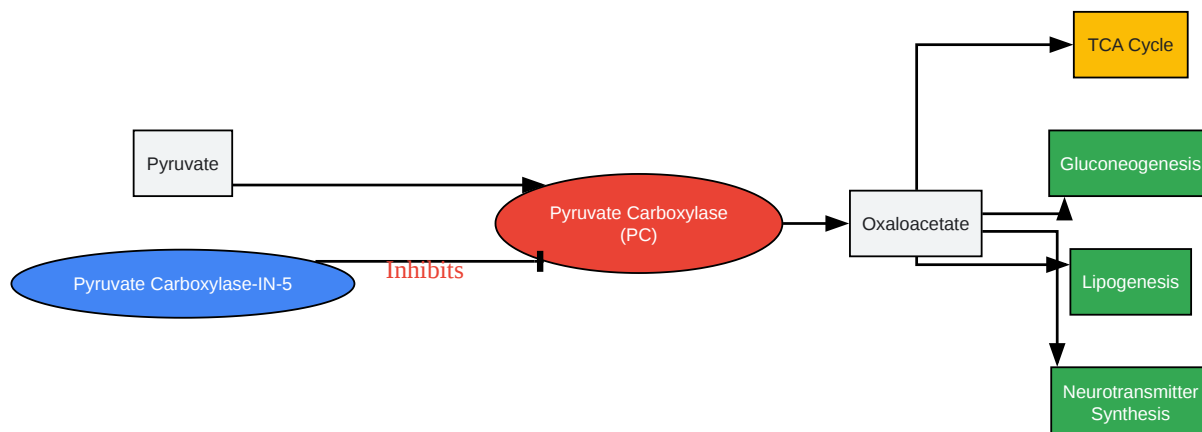 TCA Cycle
Pyruvate
Gluconeogenesis
Pyruvate Carboxylase
(PC)
Oxaloacetate
Inhibits
Pyruvate Carboxylase-IN-5
Lipogenesis
Neurotransmitter
Synthesis